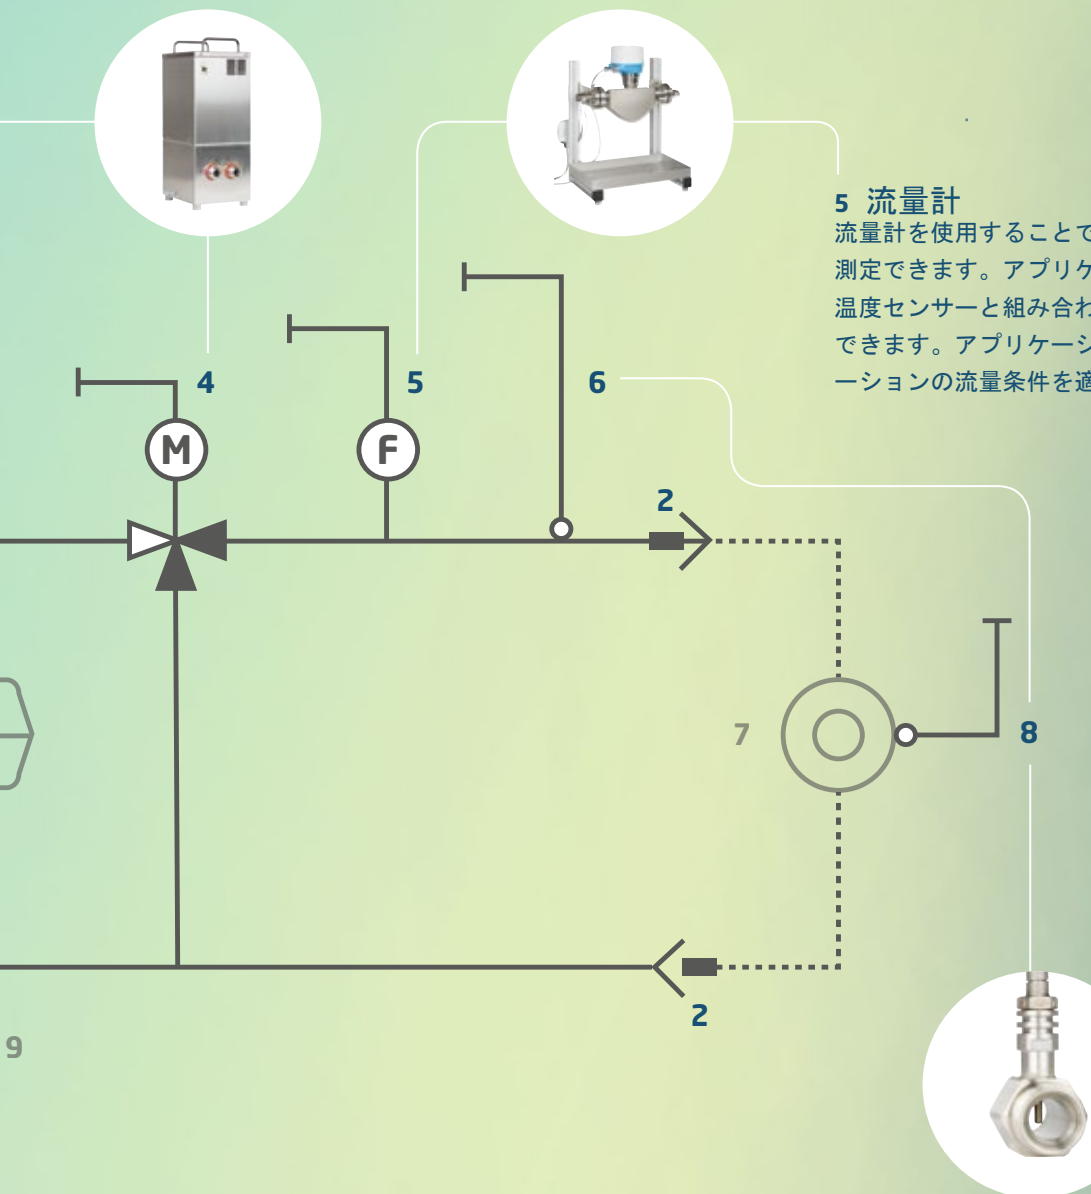 5 流量計
流量計を使用することで
測定できます。アプリケ
温度センサーと組み合わ
できます。アプリケーシ
ーションの流量条件を適
4
5
6
M
F
2
7
8
2
9